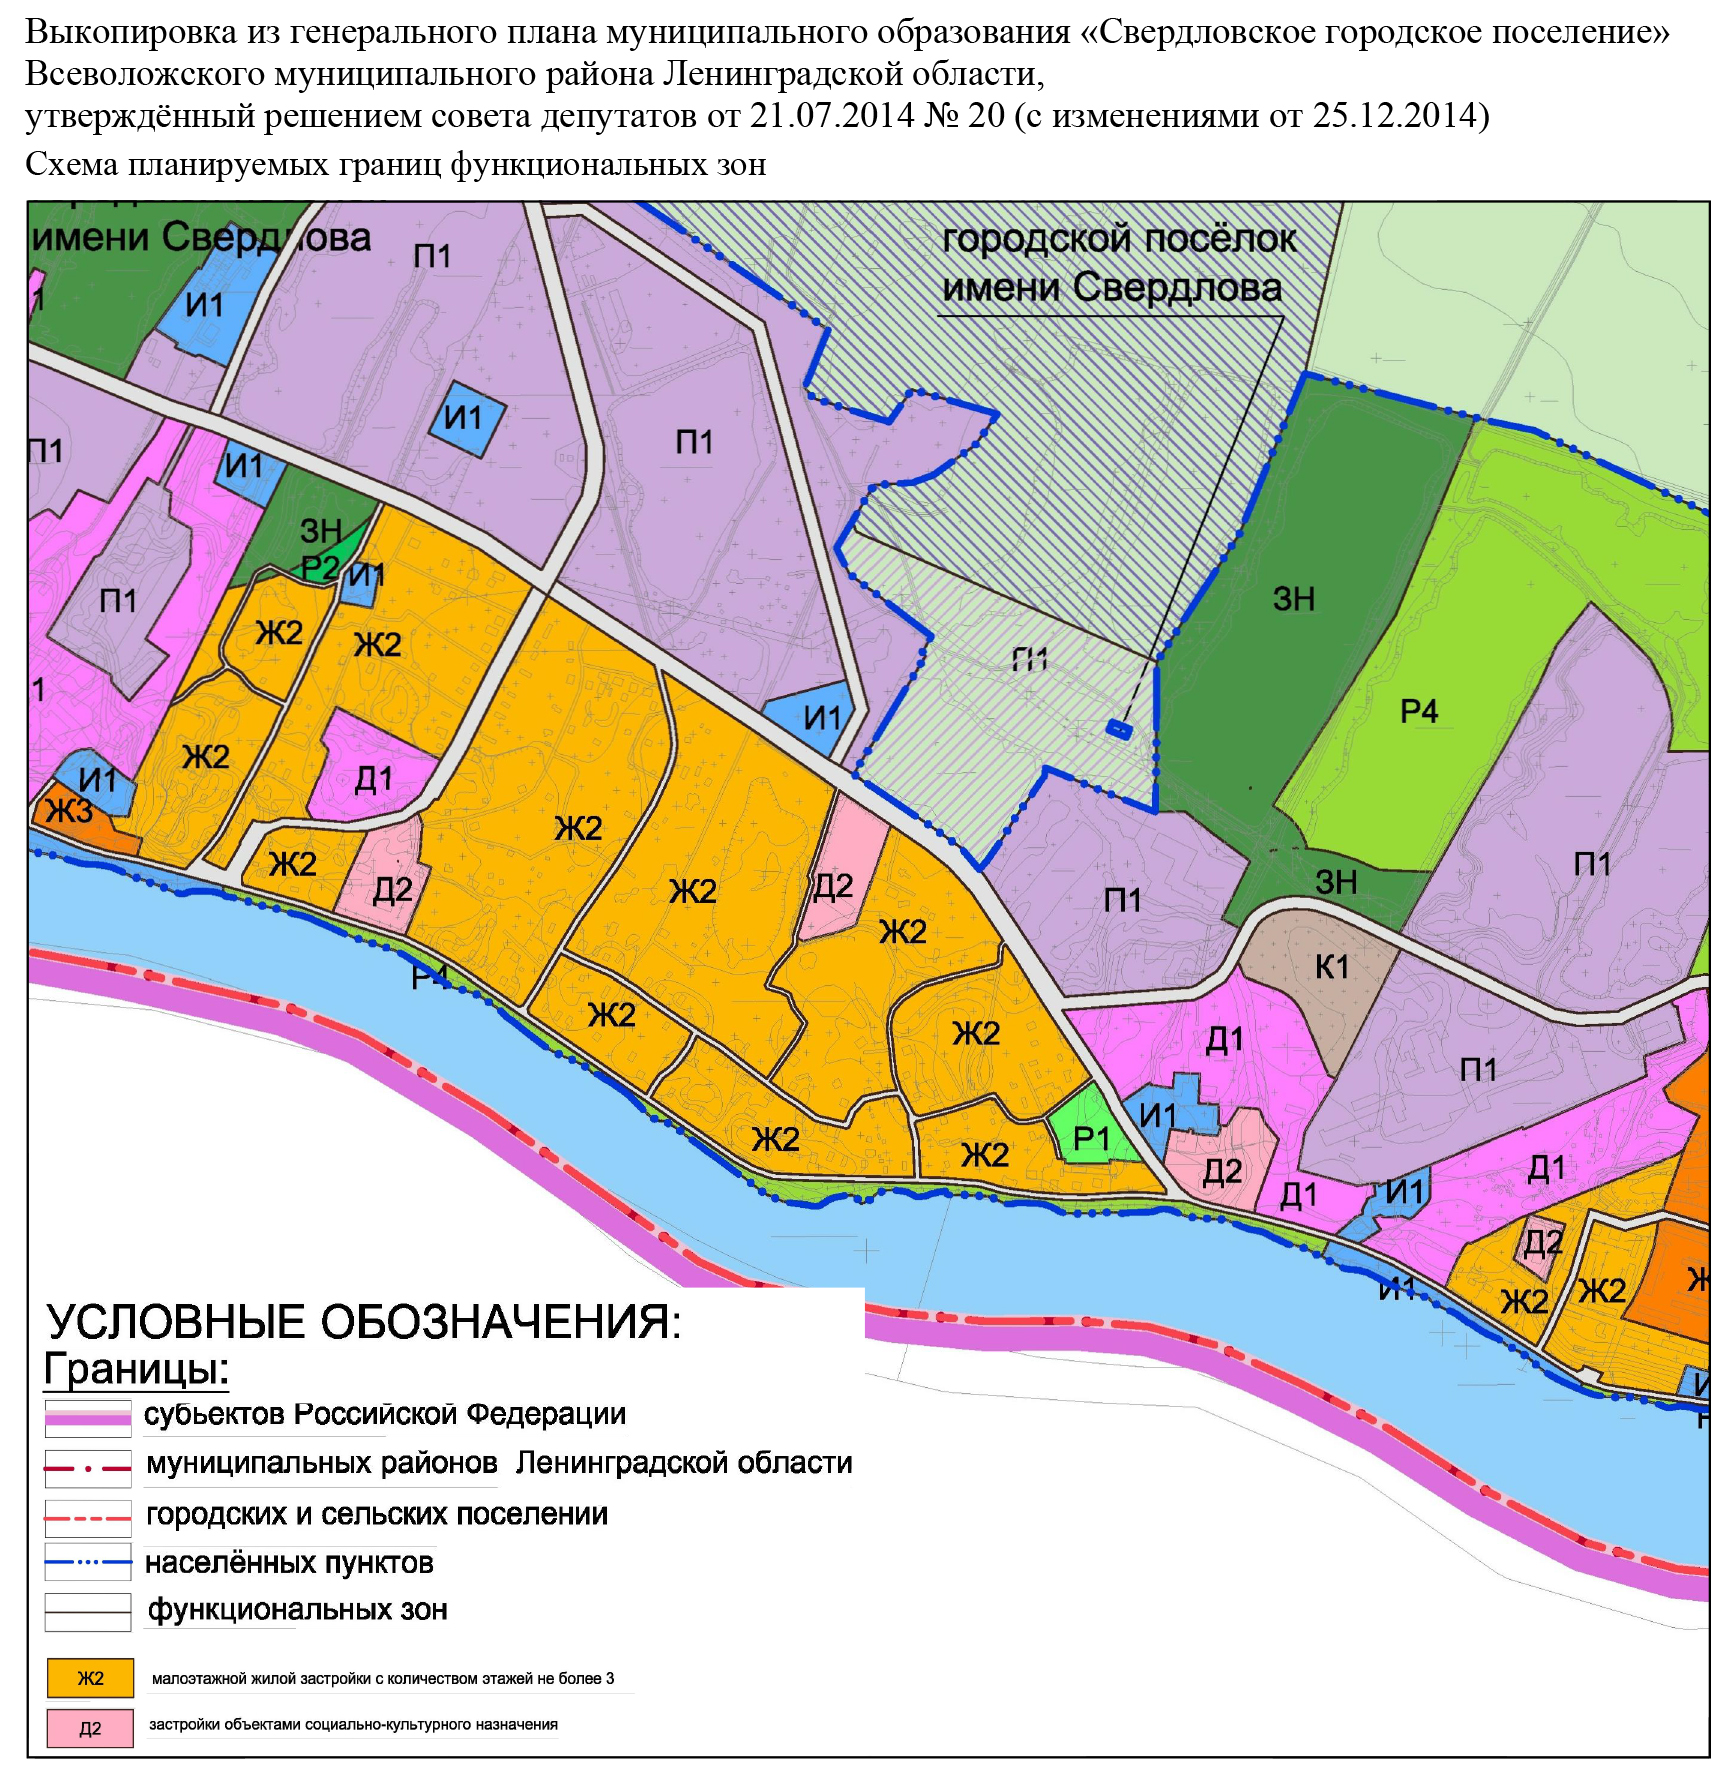 Выкопировка из генерального плана муниципального образования «Свердловское городское поселение»
Всеволожского муниципального района Ленинградской области,
утверждённый решением совета депутатов от 21.07.2014 № 20 (с изменениями от 25.12.2014)
Схема планируемых границ функциональных зон
имени Свердлова
городской посёлок
имени Свердлова
П1
И1
1
И1
П1
П1
И1
ЗН
Р2
И1
П1
Ж2
Ж2
ЗН
П1
1
Р4
И1
Ж2
И1
Д1
Ж3
Ж2
Ж2
Д2
Ж2
Д2
П1
ЗН
П1
Ж2
Р4
К1
Ж2
Ж2
Д1
П1
Ж2
Р1
И1
Ж2
Д2
Д1
И1
Д1
Д2
И1
Ж2
Ж2
Ж
И
УСЛОВНЫЕ ОБОЗНАЧЕНИЯ:
Границы:
субьектов Российской Федерации
муниципальных районов Ленинградской области
городских и сельских поселении
населённых пунктов
функциональных зон
Ж2 малоэтажной жилой застройки с количеством этажей не более 3
Д2 застройки объектами социально-культурного назначения